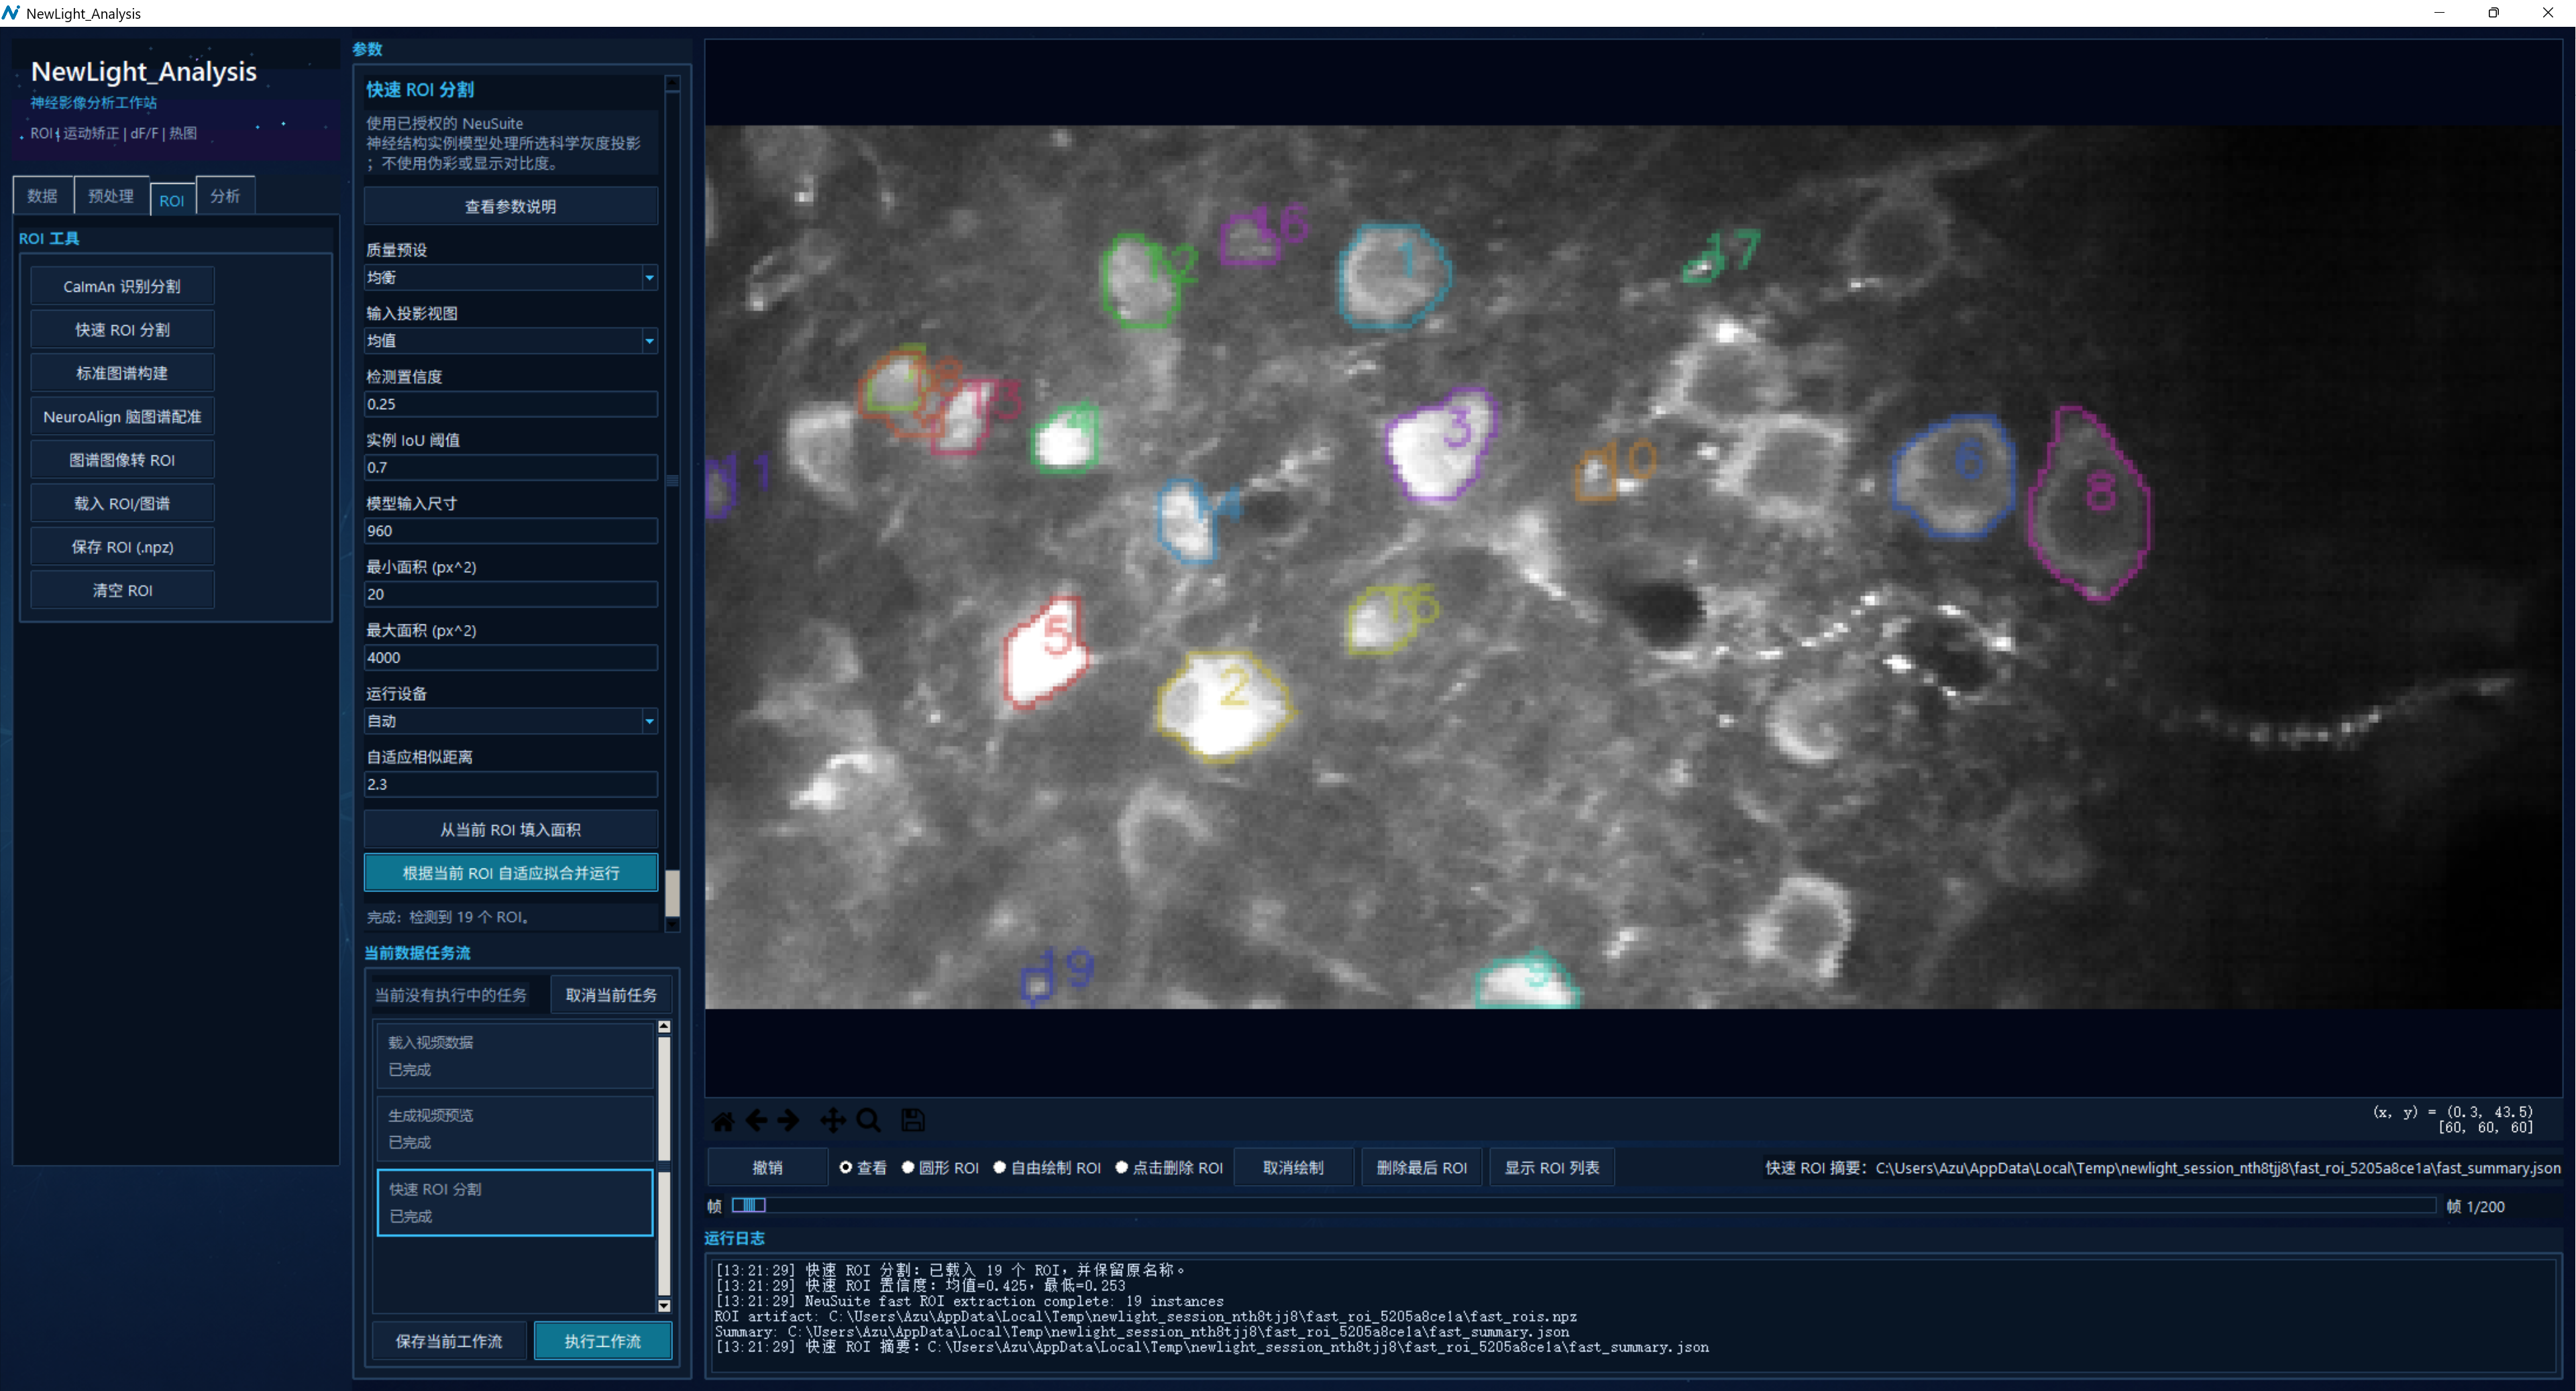 NewLight_Analysis
NewLight_Analysis
神经影像分析工作站
ROI | 运动矫正 | dF/F | 热图
数据
预处理
ROI
分析
ROI 工具
CaImAn 识别分割
快速 ROI 分割
标准图谱构建
NeuroAlign 脑图谱配准
图谱图像转 ROI
载入 ROI/图谱
保存 ROI (.npz)
清空 ROI
参数
快速 ROI 分割
使用已授权的 NeuSuite
神经结构实例模型处理所选科学灰度投影
；不使用伪彩或显示对比度。
查看参数说明
质量预设
均衡
输入投影视图
均值
检测置信度
0.25
实例 IoU 阈值
0.7
模型输入尺寸
960
最小面积 (px^2)
20
最大面积 (px^2)
4000
运行设备
自动
自适应相似距离
2.3
从当前 ROI 填入面积
根据当前 ROI 自适应拟合并运行
完成：检测到 19 个 ROI。
当前数据任务流
当前没有执行中的任务
取消当前任务
载入视频数据
已完成
生成视频预览
已完成
快速 ROI 分割
已完成
保存当前工作流
执行工作流
16
12
1
17
13
3
10
6
8
11
5
15
2
19
9
(x, y) = (0.3, 43.5)
[60, 60, 60]
撤销
查看
圆形 ROI
自由绘制 ROI
点击删除 ROI
取消绘制
删除最后 ROI
显示 ROI 列表
快速 ROI 摘要：C:\Users\Azu\AppData\Local\Temp\newlight_session_nth8tjj8\fast_roi_5205a8ce1a\fast_summary.json
帧
帧 1/200
运行日志
[13:21:29] 快速 ROI 分割：已载入 19 个 ROI，并保留原名称。
[13:21:29] 快速 ROI 置信度：均值=0.425，最低=0.253
[13:21:29] NeuSuite fast ROI extraction complete: 19 instances
ROI artifact: C:\Users\Azu\AppData\Local\Temp\newlight_session_nth8tjj8\fast_roi_5205a8ce1a\fast_rois.npz
Summary: C:\Users\Azu\AppData\Local\Temp\newlight_session_nth8tjj8\fast_roi_5205a8ce1a\fast_summary.json
[13:21:29] 快速 ROI 摘要：C:\Users\Azu\AppData\Local\Temp\newlight_session_nth8tjj8\fast_roi_5205a8ce1a\fast_summary.json